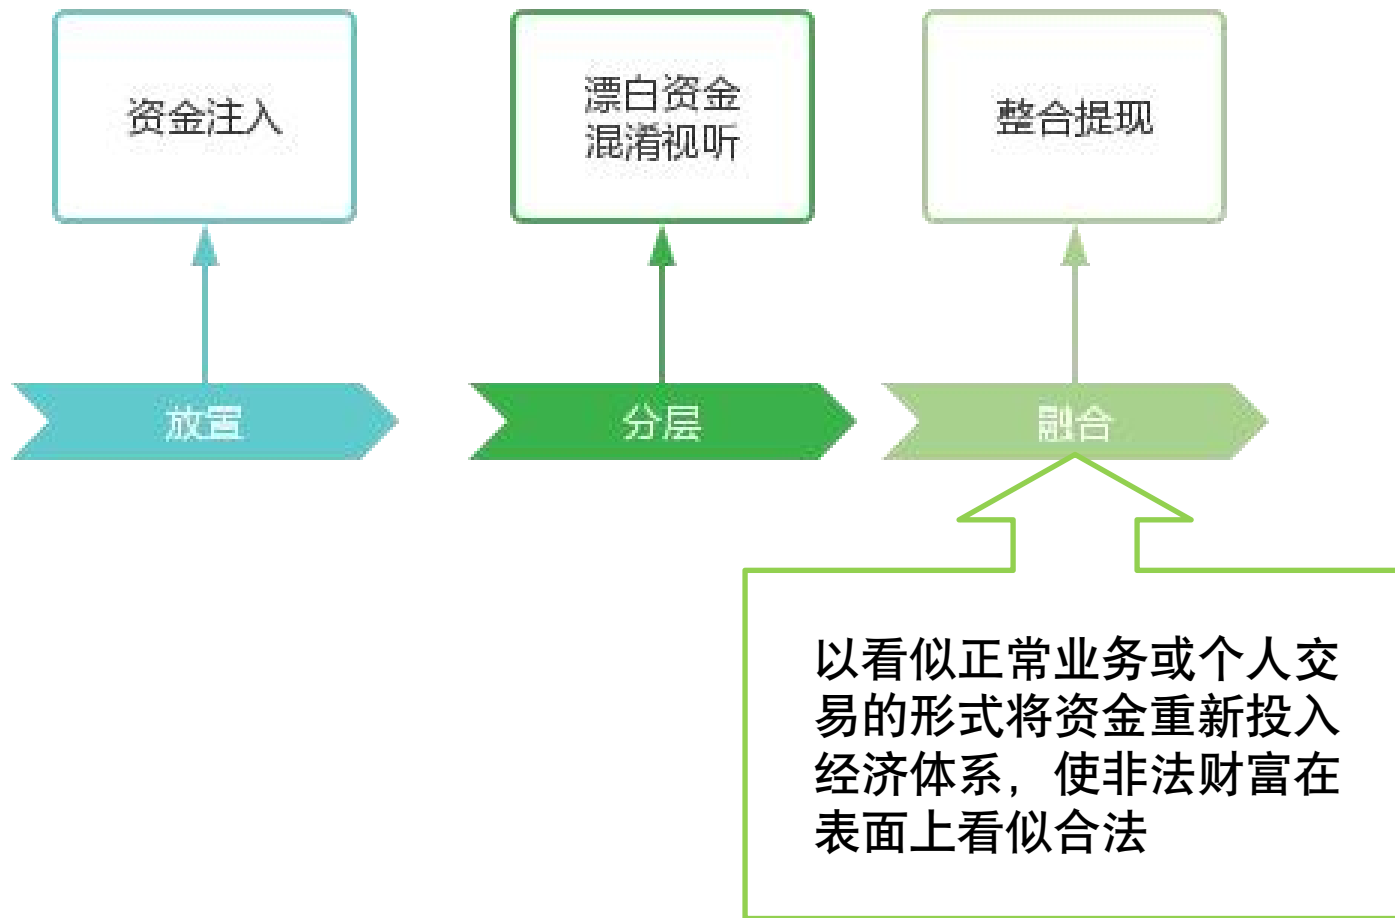 资金注入
漂白资金
混淆视听
整合提现
放置
分层
融合
以看似正常业务或个人交
易的形式将资金重新投入
经济体系，使非法财富在
表面上看似合法